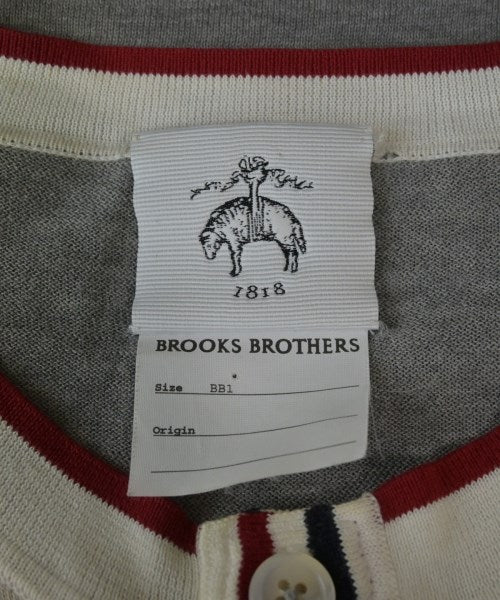 1818
BROOKS BROTHERS
Size BB1
Origin